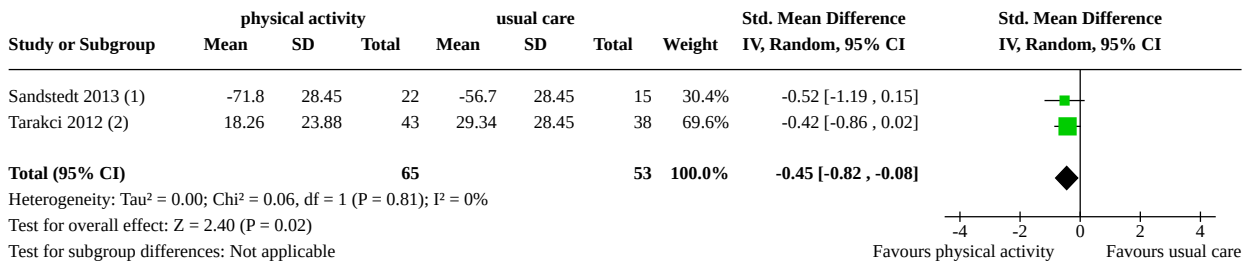 physical activity usual care Std. Mean Difference Std. Mean Difference
Study or Subgroup Mean SD Total Mean SD Total Weight IV, Random, 95% CI IV, Random, 95% CI
Sandstedt 2013 (1) -71.8 28.45 22 -56.7 28.45 15 30.4% -0.52 [-1.19 , 0.15]
Tarakci 2012 (2) 18.26 23.88 43 29.34 28.45 38 69.6% -0.42 [-0.86 , 0.02]
Total (95% CI) 65 53 100.0% -0.45 [-0.82 , -0.08]
Heterogeneity: Tau² = 0.00; Chi² = 0.06, df = 1 (P = 0.81); I² = 0%
Test for overall effect: Z = 2.40 (P = 0.02)
-4 -2 0 2 4
Test for subgroup differences: Not applicable
Favours physical activity Favours usual care